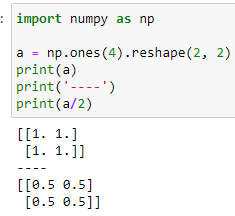 : import numpy as np
a = np.ones(4).reshape(2, 2)
print(a)
print('----')
print(a/2)
[[1. 1.]
 [1. 1.]]
----
[[0.5 0.5]
 [0.5 0.5]]